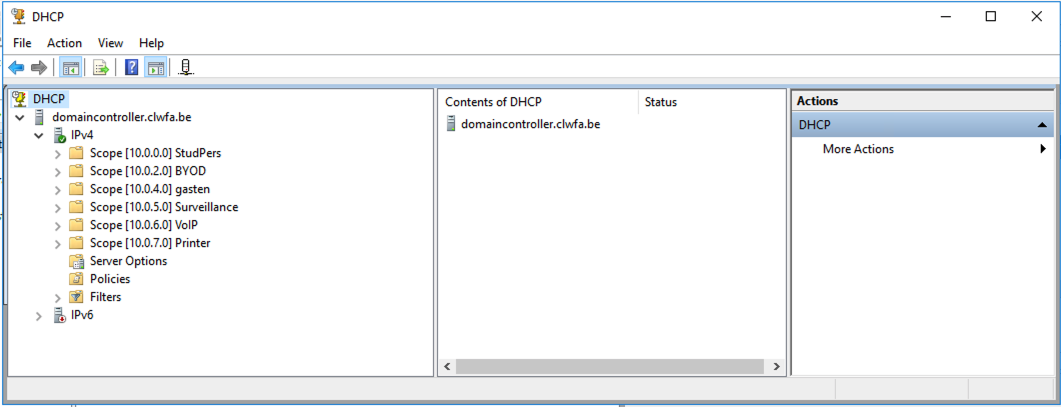 DHCP
File Action View Help
DHCP
domaincontroller.clwfa.be
IPv4
Scope [10.0.0.0] StudPers
Scope [10.0.2.0] BYOD
Scope [10.0.4.0] gasten
Scope [10.0.5.0] Surveillance
Scope [10.0.6.0] VoIP
Scope [10.0.7.0] Printer
Server Options
Policies
Filters
IPv6
Contents of DHCP Status
domaincontroller.clwfa.be
Actions
DHCP
More Actions